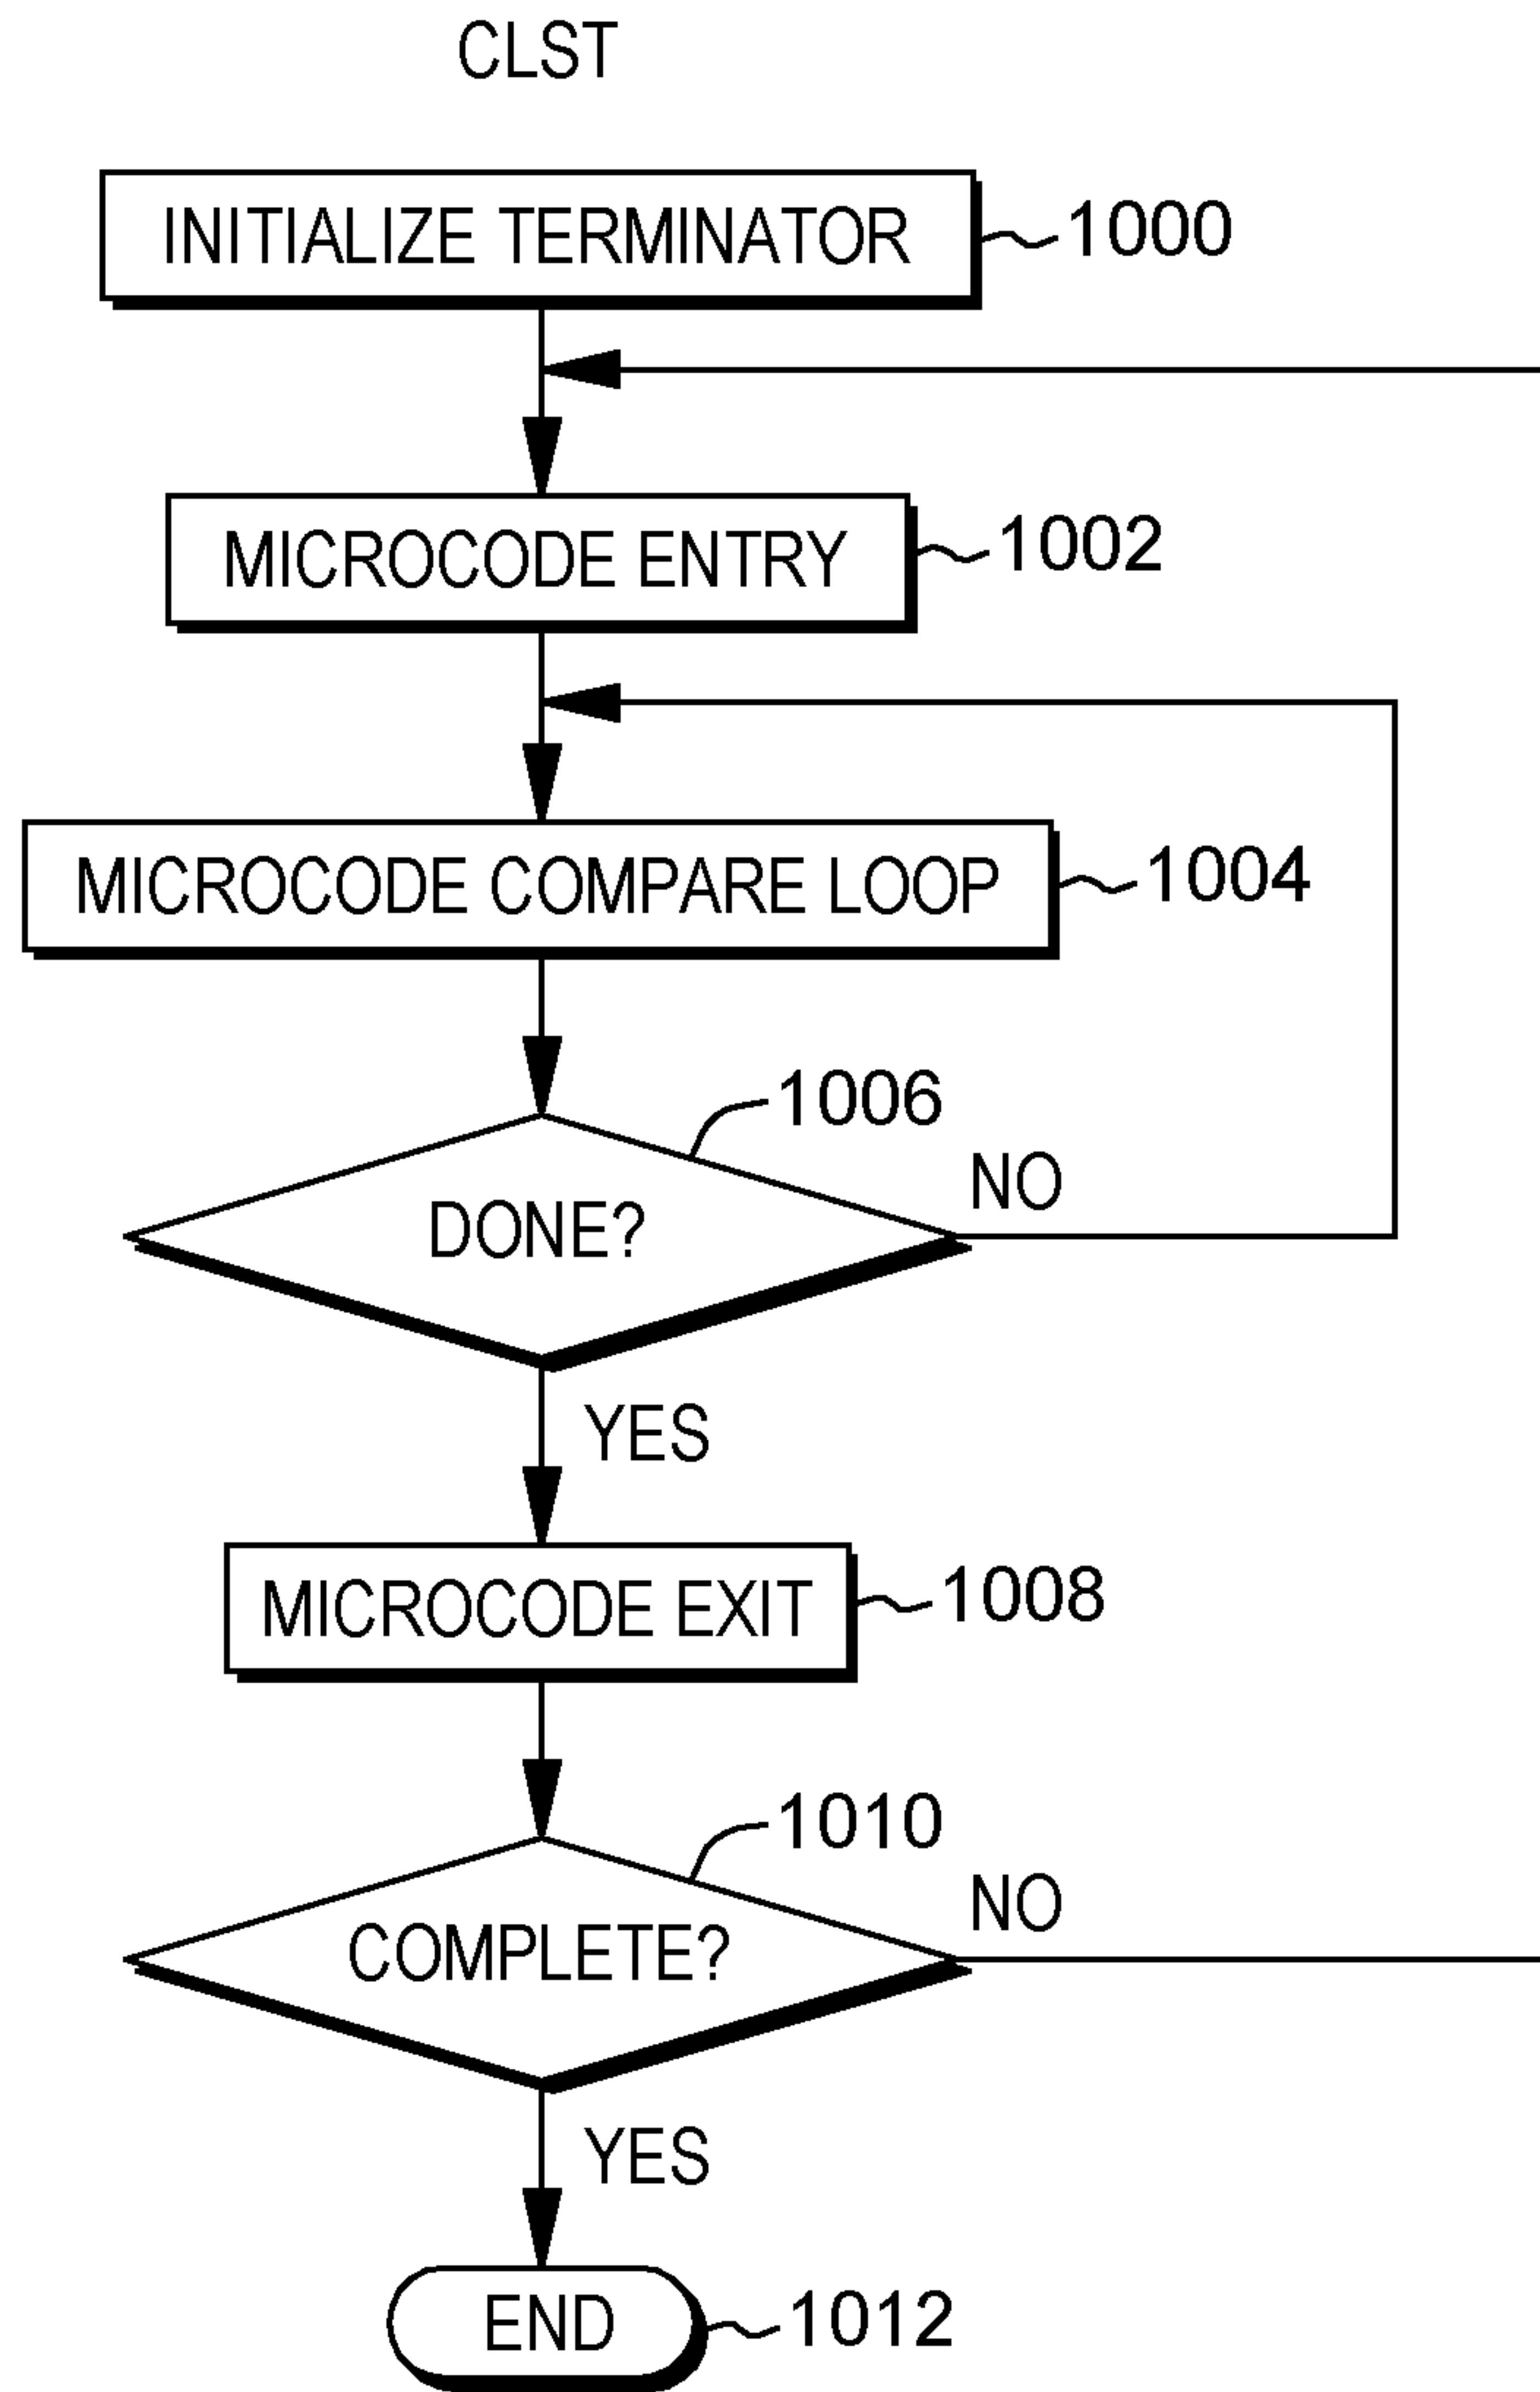 CLST
INITIALIZE TERMINATOR
1000
MICROCODE ENTRY
1002
MICROCODE COMPARE LOOP
1004
1006
DONE?
NO
YES
MICROCODE EXIT
1008
1010
COMPLETE?
NO
YES
END
1012